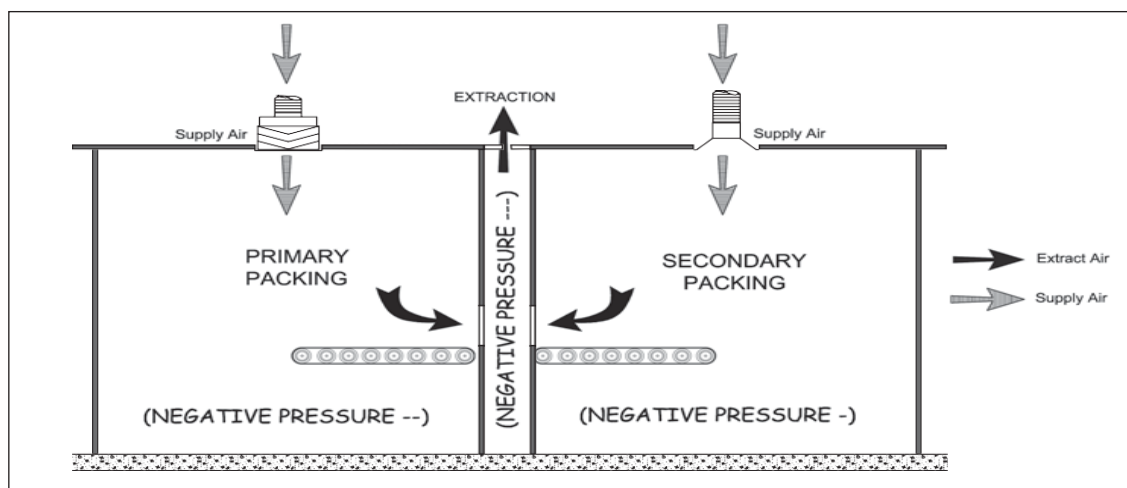 EXTRACTION
Supply Air
Supply Air
PRIMARY
PACKING
(NEGATIVE PRESSURE ---)
SECONDARY
PACKING
Extract Air
Supply Air
(NEGATIVE PRESSURE --)
(NEGATIVE PRESSURE -)